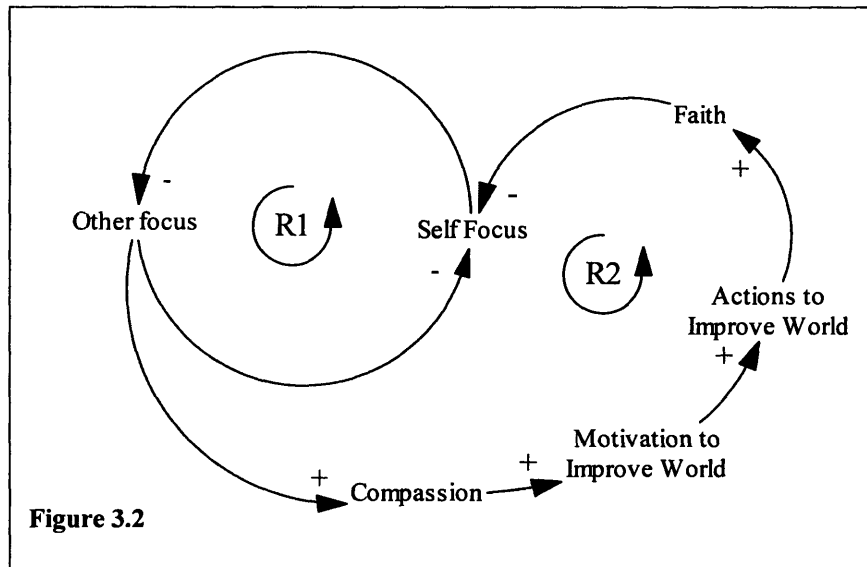 Faith
+
-
-
Other focus
R1
Self Focus
-
R2
Actions to
Improve World
+
Motivation to
Improve World
+
+
Compassion
Figure 3.2